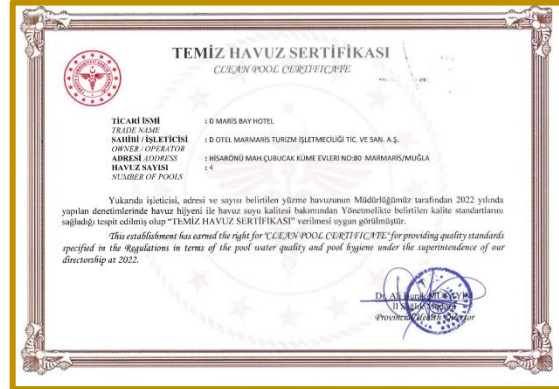 TEMİZ HAVUZ SERTİFİKASI
CLEAN POOL CERTIFICATE
TİCARİ İSMİ : D MARİS BAY HOTEL
TRADE NAME
SAHİBİ / İŞLETİCİSİ : D OTEL MARMARİS TURİZM İŞLETMECİLİĞİ TİC. VE SAN. A.Ş.
OWNER / OPERATOR
ADRESİ ADDRESS : HİSARÖNÜ MAH.ÇUBUCAK KÜME EVLERİ NO:80 MARMARİS/MUĞLA
HAVUZ SAYISI : 4
NUMBER OF POOLS
Yukarıda işleticisi, adresi ve sayısı belirtilen yüzme havuzunun Müdürlüğümüz tarafından 2022 yılında
yapılan denetimlerinde havuz hijyeni ile havuz suyu kalitesi bakımından Yönetmelikte belirtilen kalite standartlarını
sağladığı tespit edilmiş olup “TEMİZ HAVUZ SERTİFİKASI” verilmesi uygun görülmüştür.
This establishment has earned the right for "CLEAN POOL CERTIFICATE" for providing quality standards
specified in the Regulations in terms of the pool water quality and pool hygiene under the superintendence of our
directorship at 2022.
Dr. Ali Burak
İl Sağlık Müdürü
Provincial Health Director